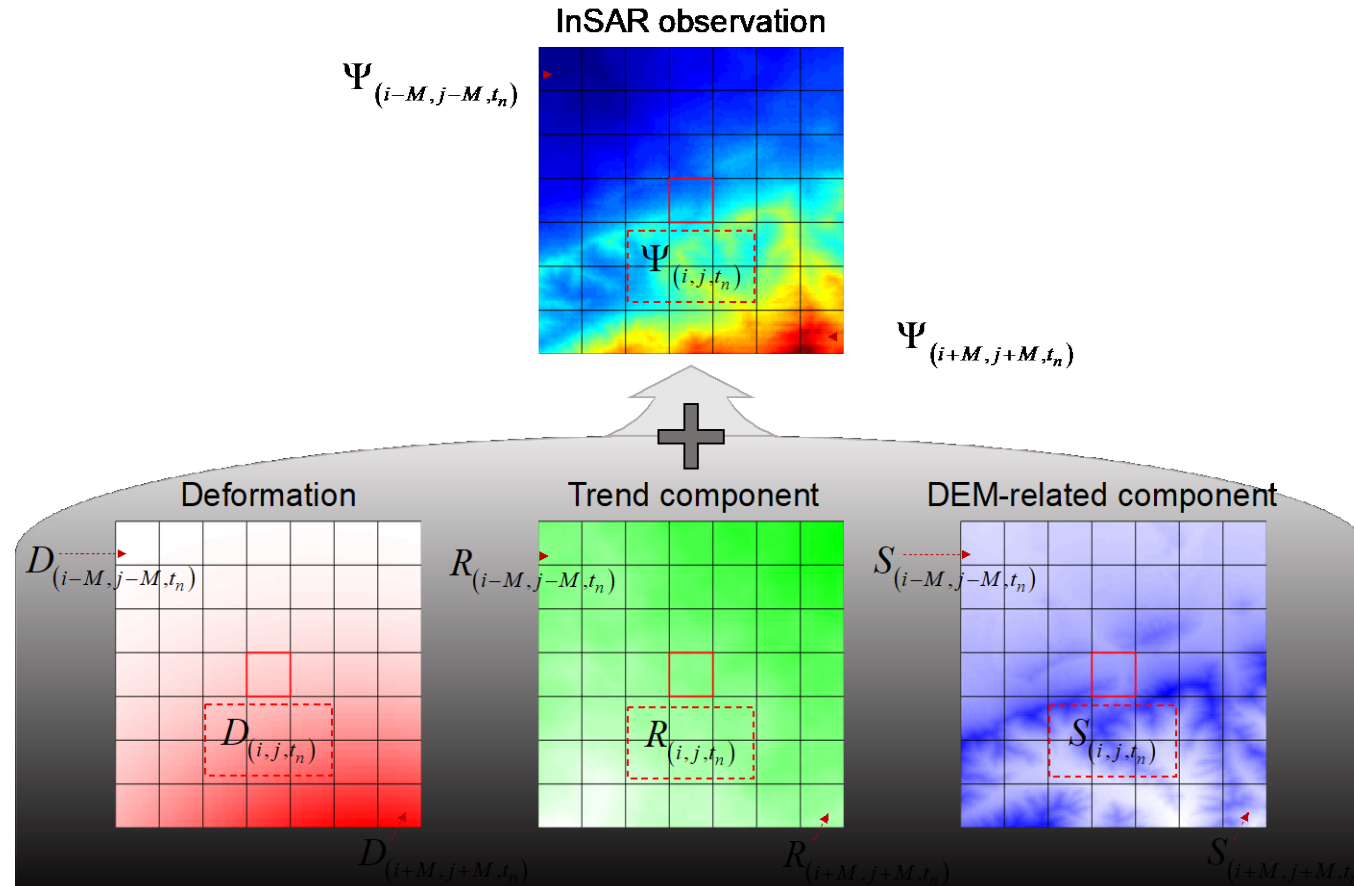 InSAR observation
Ψ(i−M, j−M, tₙ)
Ψ(i, j, tₙ)
Ψ(i+M, j+M, tₙ)
+
Deformation
Trend component
DEM-related component
D(i−M, j−M, tₙ)
R(i−M, j−M, tₙ)
S(i−M, j−M, tₙ)
D(i, j, tₙ)
R(i, j, tₙ)
S(i, j, tₙ)
D(i+M, j+M, tₙ)
R(i+M, j+M, tₙ)
S(i+M, j+M, t